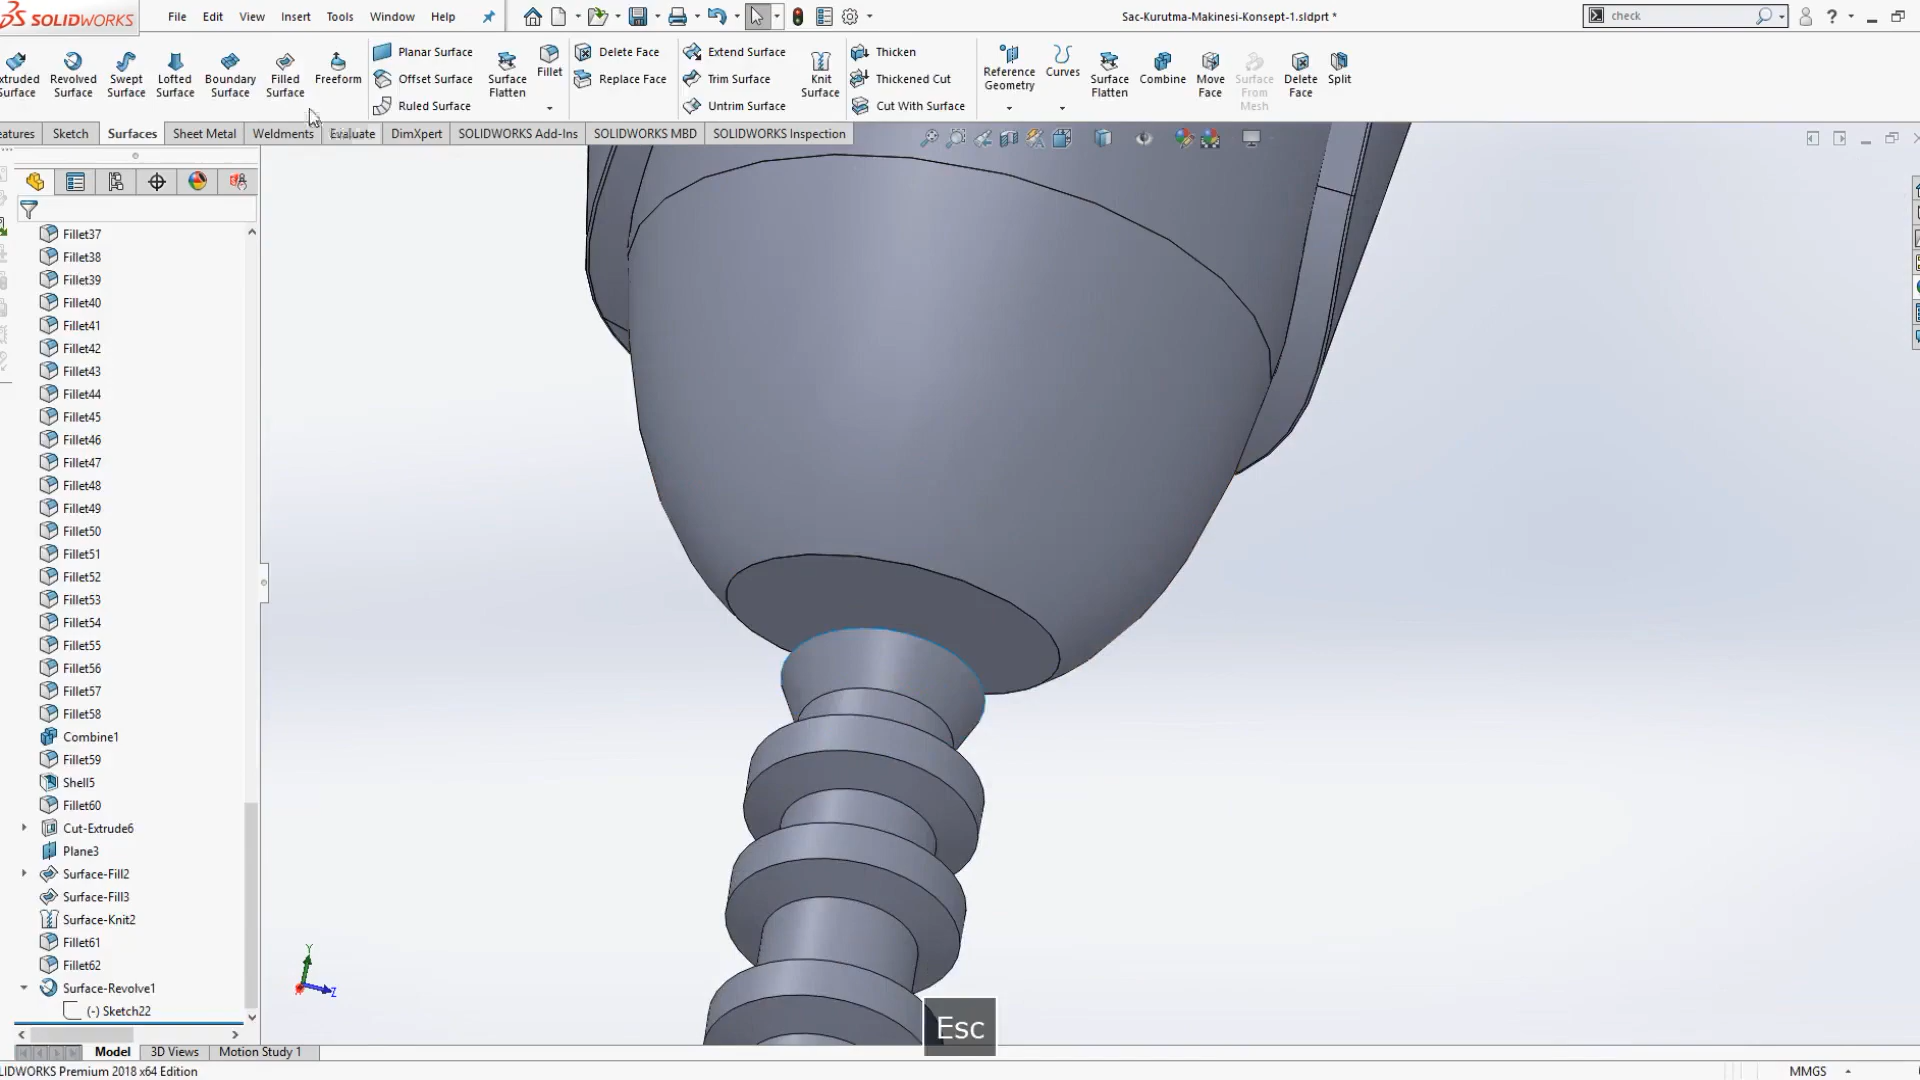 SOLIDWORKS File Edit View Insert Tools Window Help Sac-Kurutma-Makinesi-Konsept-1.sldprt * check ?
Planar Surface Delete Face Extend Surface Thicken
Offset Surface Replace Face Trim Surface Thickened Cut
Ruled Surface Untrim Surface Cut With Surface
xtruded Surface
Revolved Surface
Swept Surface
Lofted Surface
Boundary Surface
Filled Surface
Freeform
Surface Flatten
Fillet
Knit Surface
Reference Geometry
Curves
Surface Flatten
Combine
Move Face
Surface From Mesh
Delete Face
Split
eatures Sketch Surfaces Sheet Metal Weldments Evaluate DimXpert SOLIDWORKS Add-Ins SOLIDWORKS MBD SOLIDWORKS Inspection
Fillet37
Fillet38
Fillet39
Fillet40
Fillet41
Fillet42
Fillet43
Fillet44
Fillet45
Fillet46
Fillet47
Fillet48
Fillet49
Fillet50
Fillet51
Fillet52
Fillet53
Fillet54
Fillet55
Fillet56
Fillet57
Fillet58
Combine1
Fillet59
Shell5
Fillet60
Cut-Extrude6
Plane3
Surface-Fill2
Surface-Fill3
Surface-Knit2
Fillet61
Fillet62
Surface-Revolve1
(-) Sketch22
Y
Z
Esc
Model 3D Views Motion Study 1
LIDWORKS Premium 2018 x64 Edition MMGS